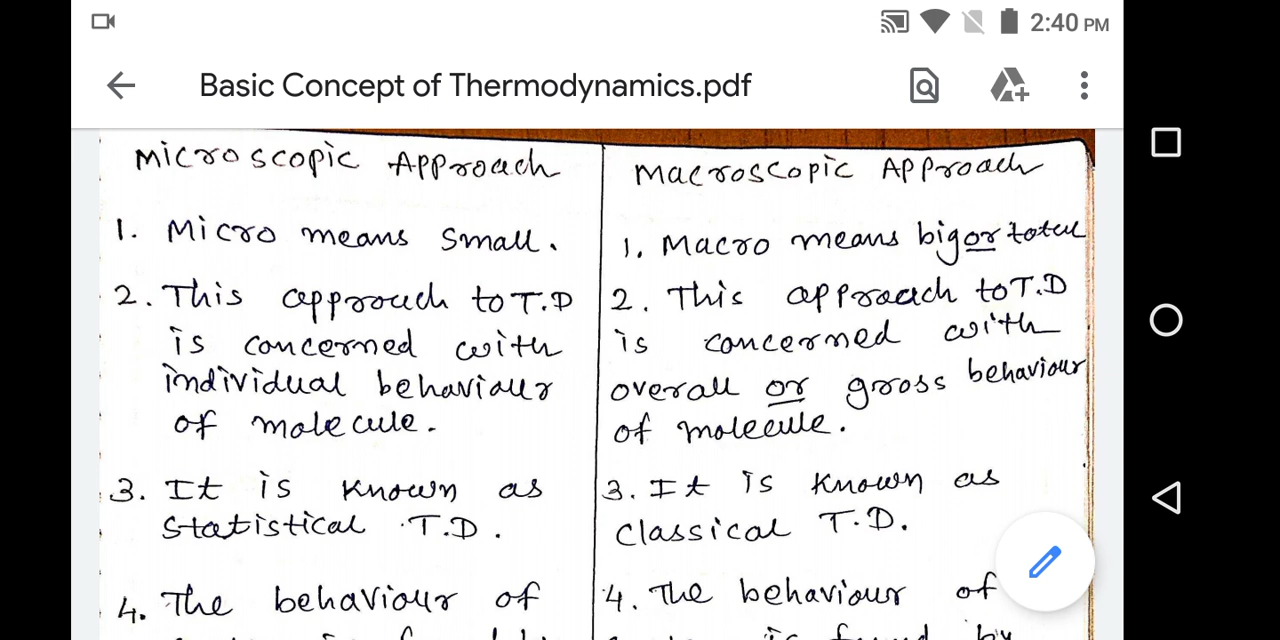 2:40 PM
Basic Concept of Thermodynamics.pdf
Microscopic Approach
1. Micro means small.
2. This approach to T.D
is concerned with
individual behaviour
of molecule.
3. It is known as
Statistical T.D.
4. The behaviour of
Macroscopic Approach
1. Macro means big or total
2. This approach to T.D
is concerned with
overall or gross behaviour
of molecule.
3. It is known as
Classical T.D.
4. The behaviour of
is found by